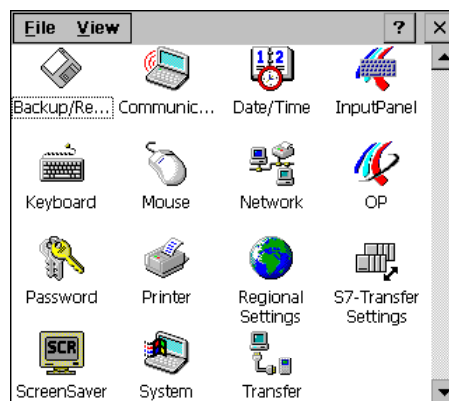 File View ? ×
Backup/Re... Communic... Date/Time InputPanel
12
Keyboard Mouse Network OP
Password Printer Regional Settings S7-Transfer Settings
SCR
ScreenSaver System Transfer